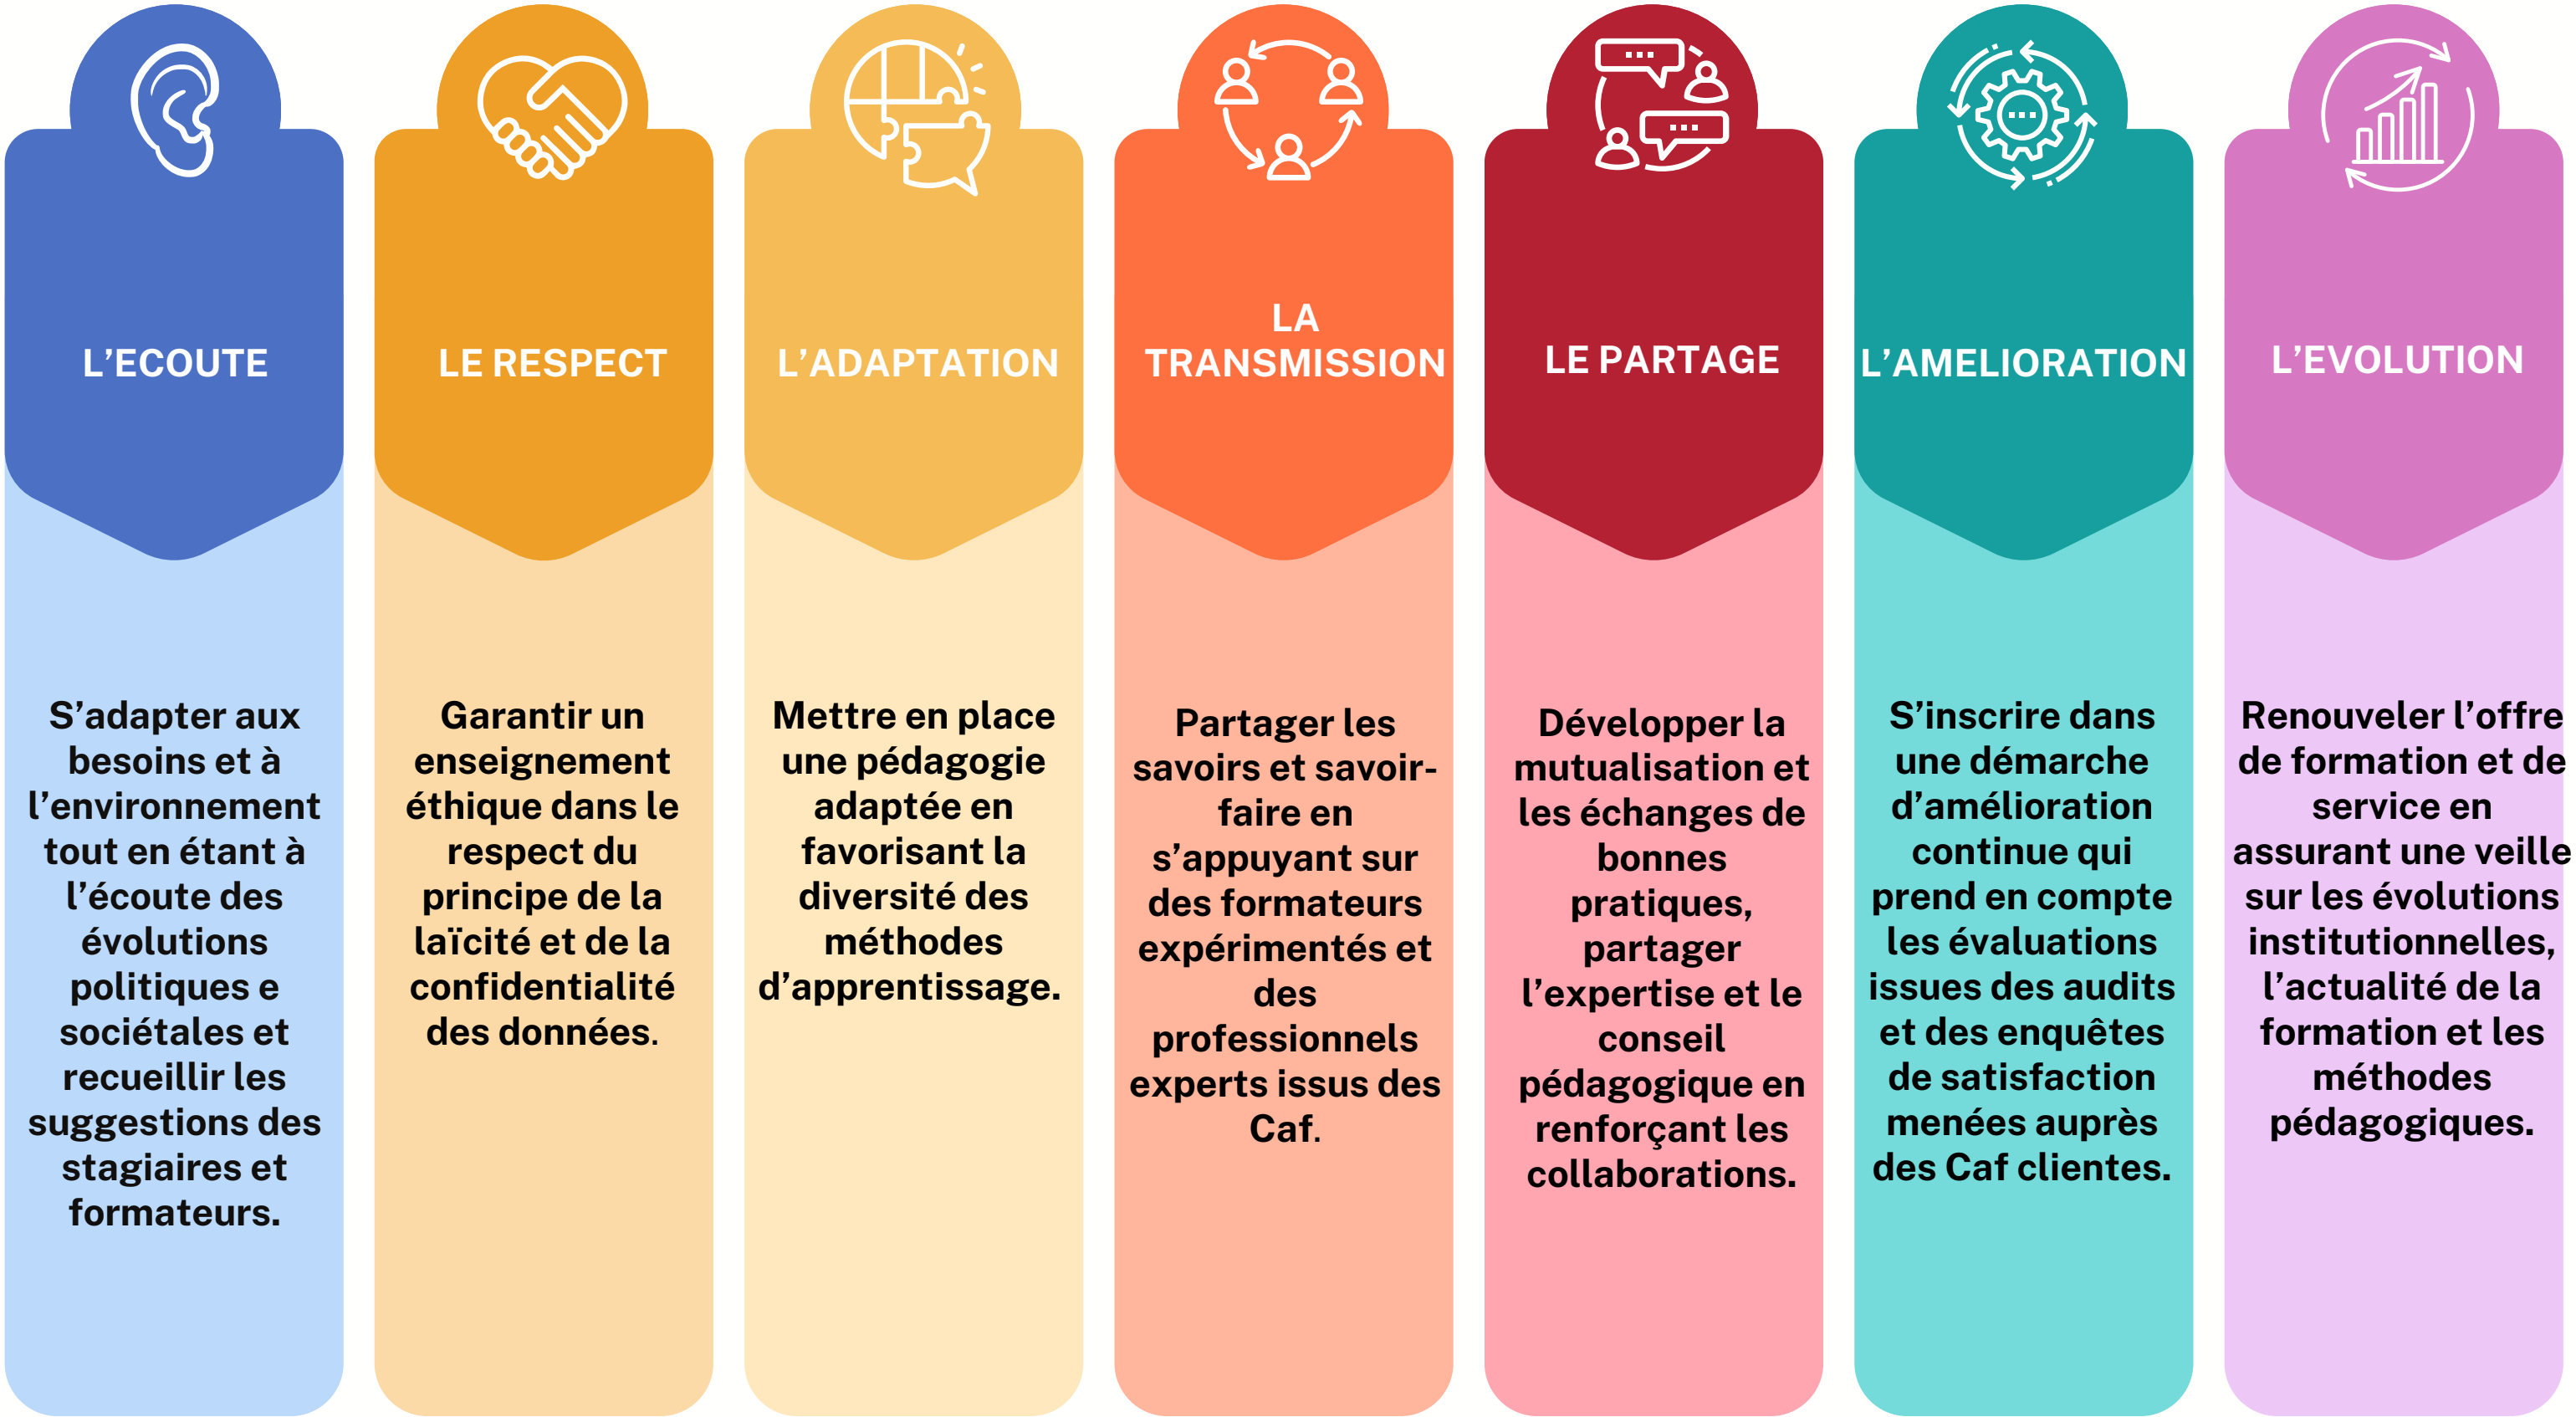 L’ECOUTE
S’adapter aux
besoins et à
l’environnement
tout en étant à
l’écoute des
évolutions
politiques e
sociétales et
recueillir les
suggestions des
stagiaires et
formateurs.
LE RESPECT
Garantir un
enseignement
éthique dans le
respect du
principe de la
laïcité et de la
confidentialité
des données.
L’ADAPTATION
Mettre en place
une pédagogie
adaptée en
favorisant la
diversité des
méthodes
d’apprentissage.
LA
TRANSMISSION
Partager les
savoirs et savoir-
faire en
s’appuyant sur
des formateurs
expérimentés et
des
professionnels
experts issus des
Caf.
LE PARTAGE
Développer la
mutualisation et
les échanges de
bonnes
pratiques,
partager
l’expertise et le
conseil
pédagogique en
renforçant les
collaborations.
L’AMELIORATION
S’inscrire dans
une démarche
d’amélioration
continue qui
prend en compte
les évaluations
issues des audits
et des enquêtes
de satisfaction
menées auprès
des Caf clientes.
L’EVOLUTION
Renouveler l’offre
de formation et de
service en
assurant une veille
sur les évolutions
institutionnelles,
l’actualité de la
formation et les
méthodes
pédagogiques.